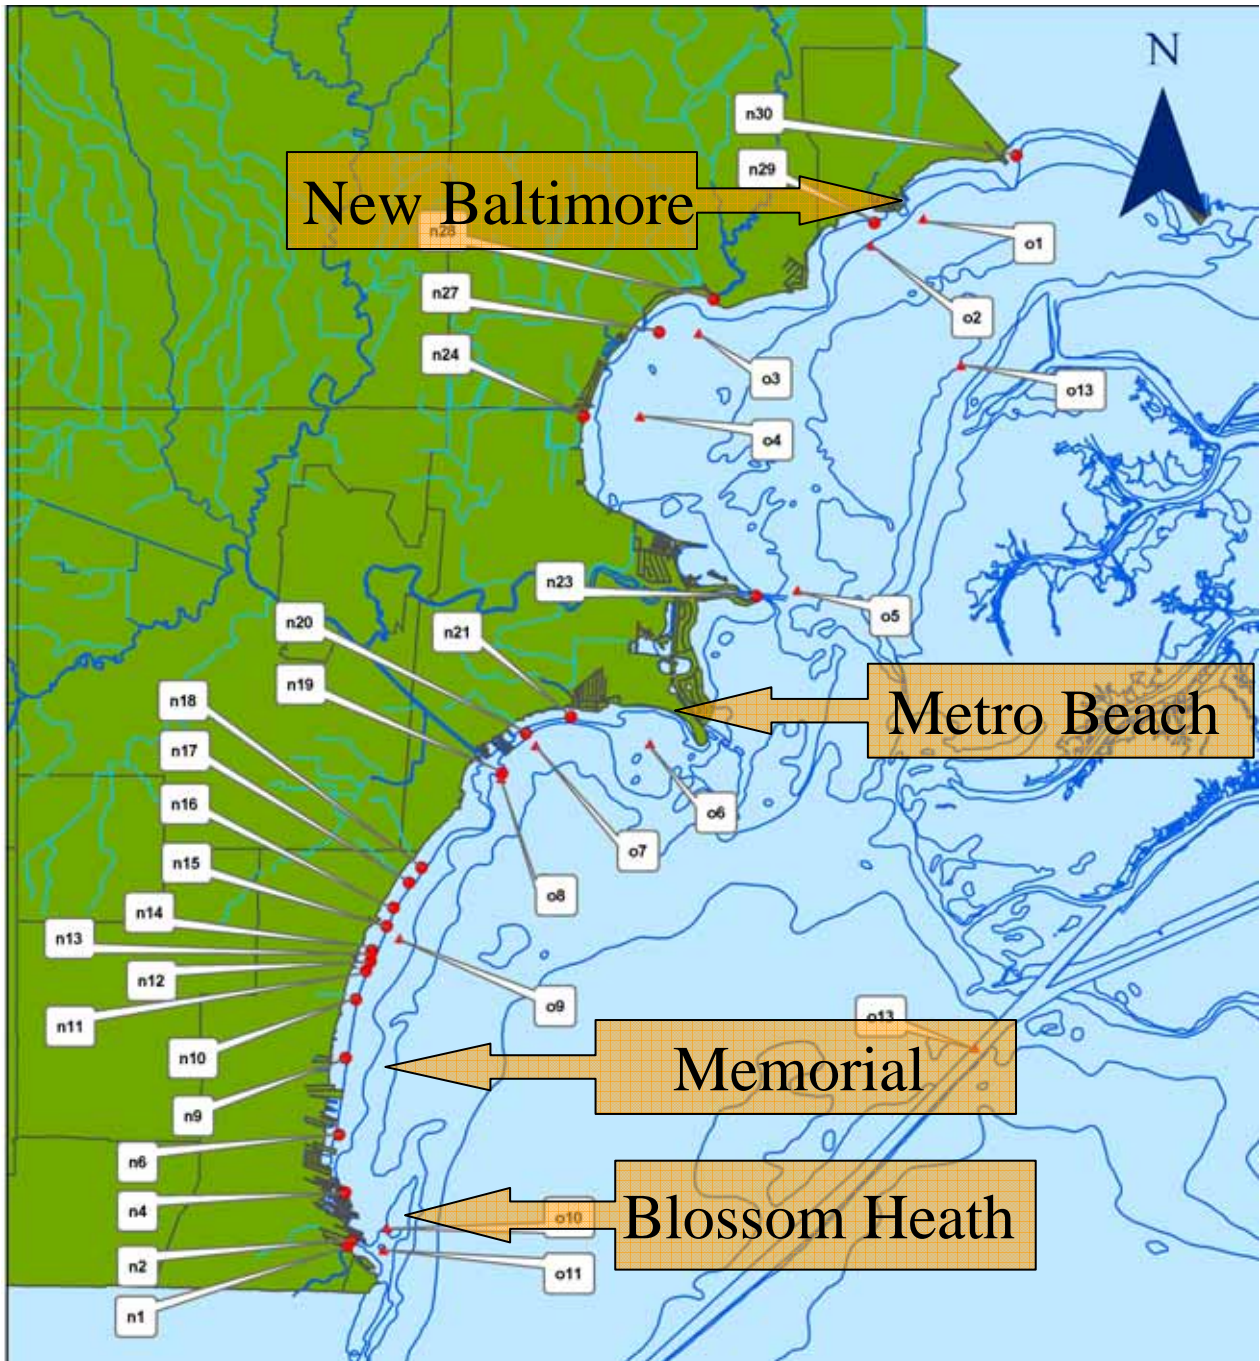 N
n30
n29
New Baltimore
n28
o1
n27
o2
n24
o3
o13
o4
n23
o5
n20
n21
n19
n18
Metro Beach
n17
n16
o6
n15
o7
o8
n14
n13
n12
o9
n11
o13
n10
Memorial
n9
n6
n4
o10
Blossom Heath
n2
o11
n1